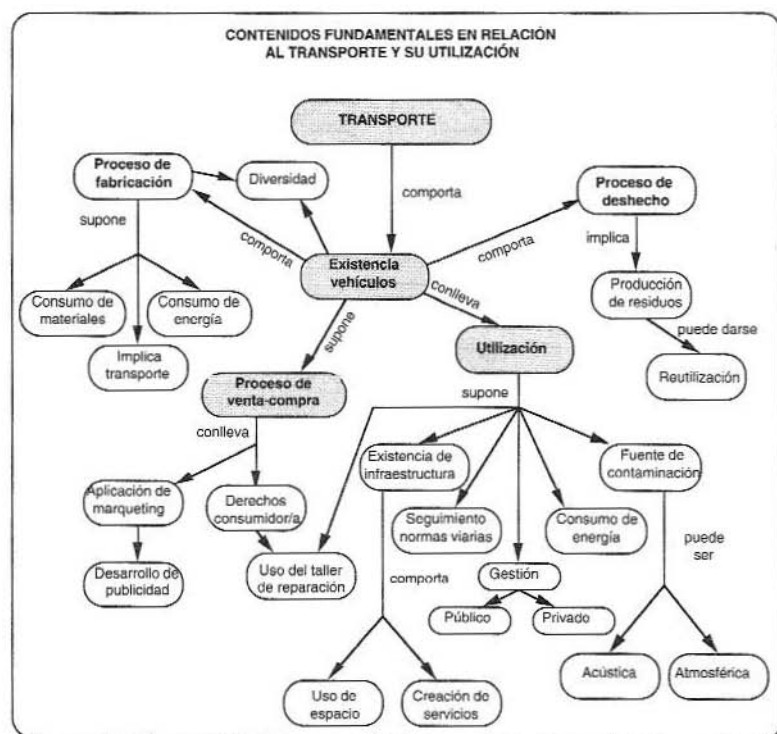 CONTENIDOS FUNDAMENTALES EN RELACIÓN
AL TRANSPORTE Y SU UTILIZACIÓN
TRANSPORTE
Proceso de
fabricación
Diversidad
comporta
Proceso de
deshecho
supone
comporta
Existencia
vehículos
comporta
implica
Consumo de
materiales
Consumo de
energía
conlleva
Producción
de residuos
Implica
transporte
supone
Utilización
puede darse
Reutilización
Proceso de
venta-compra
supone
conlleva
Existencia de
infraestructura
Fuente de
contaminación
Aplicación de
marqueting
Derechos
consumidor/a
Seguimiento
normas viarias
Consumo de
energía
puede
ser
Desarrollo de
publicidad
Uso del taller
de reparación
comporta
Gestión
Público
Privado
Uso de
espacio
Creación de
servicios
Acústica
Atmosférica